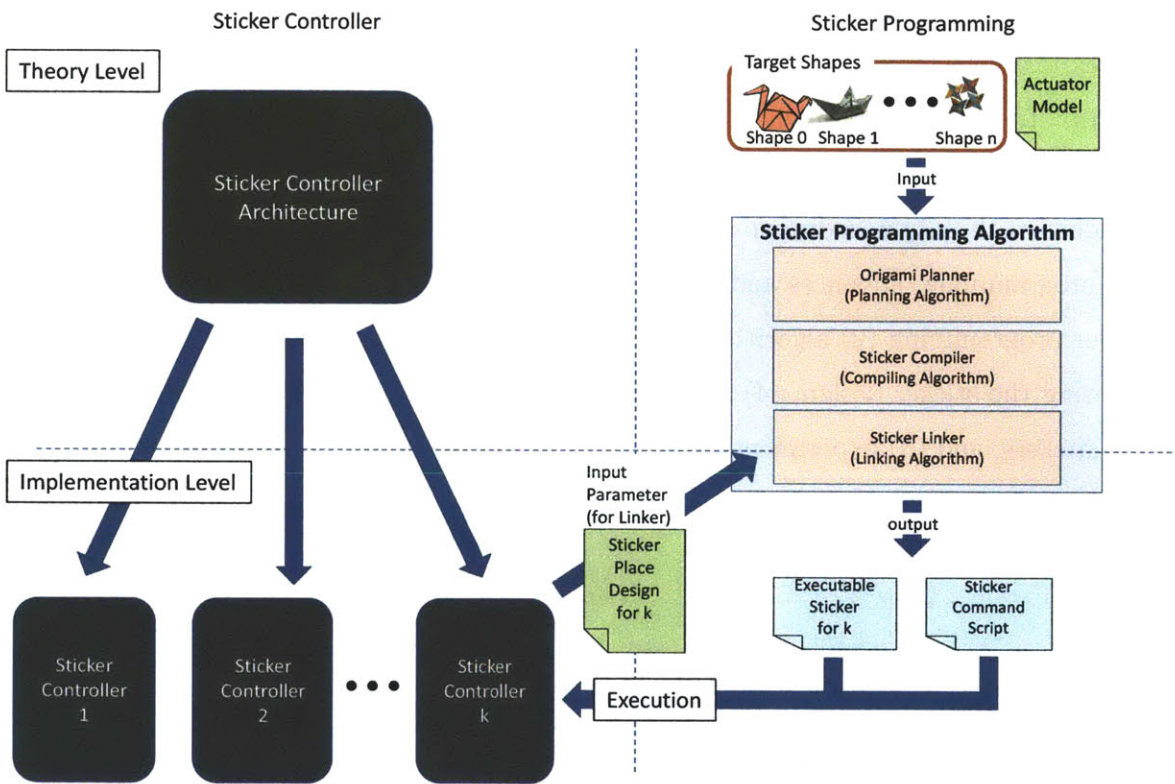 Sticker Controller
Sticker Programming
Theory Level
Target Shapes
Shape 0
Shape 1
Shape n
Actuator
Model
Input
Sticker Controller
Architecture
Sticker Programming Algorithm
Origami Planner
(Planning Algorithm)
Sticker Compiler
(Compiling Algorithm)
Sticker Linker
(Linking Algorithm)
Implementation Level
Input
Parameter
(for Linker)
Sticker
Place
Design
for k
output
Executable
Sticker
for k
Sticker
Command
Script
Sticker
Controller
1
Sticker
Controller
2
Sticker
Controller
k
Execution